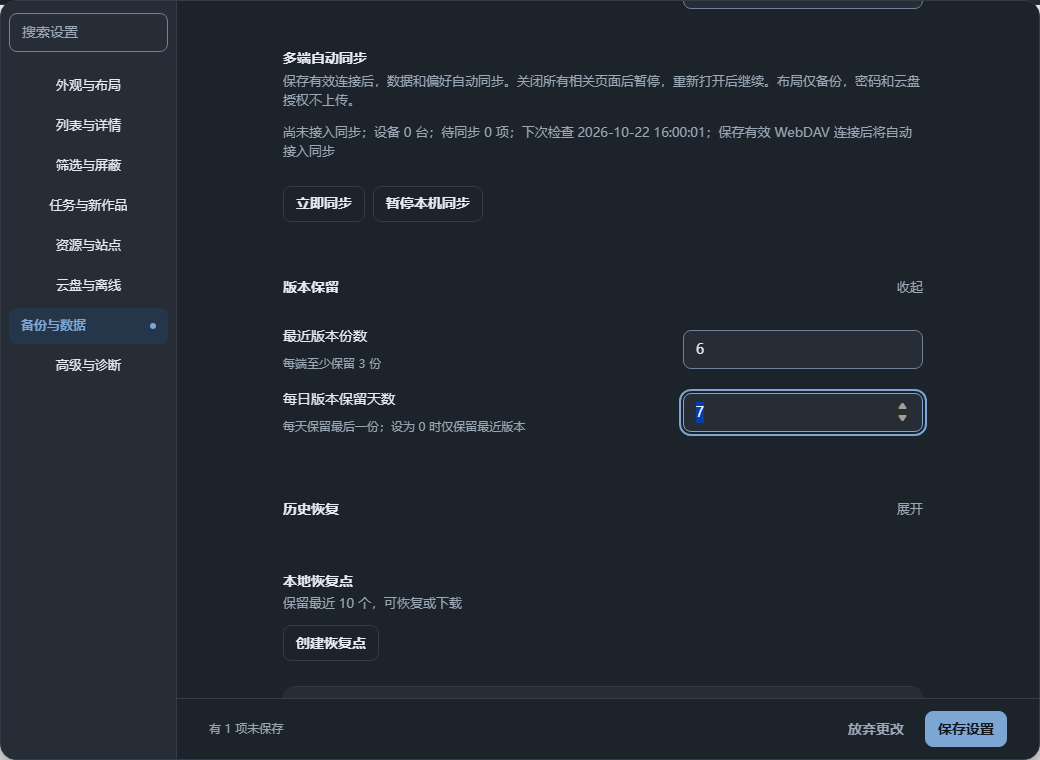 搜索设置
外观与布局
列表与详情
筛选与屏蔽
任务与新作品
资源与站点
云盘与离线
备份与数据
高级与诊断
多端自动同步
保存有效连接后，数据和偏好自动同步。关闭所有相关页面后暂停，重新打开后继续。布局仅备份，密码和云盘
授权不上传。
尚未接入同步；设备 0 台；待同步 0 项；下次检查 2026-10-22 16:00:01；保存有效 WebDAV 连接后将自动
接入同步
立即同步 暂停本机同步
版本保留 收起
最近版本份数
每端至少保留 3 份
6
每日版本保留天数
每天保留最后一份；设为 0 时仅保留最近版本
7
历史恢复 展开
本地恢复点
保留最近 10 个，可恢复或下载
创建恢复点
有 1 项未保存 放弃更改 保存设置